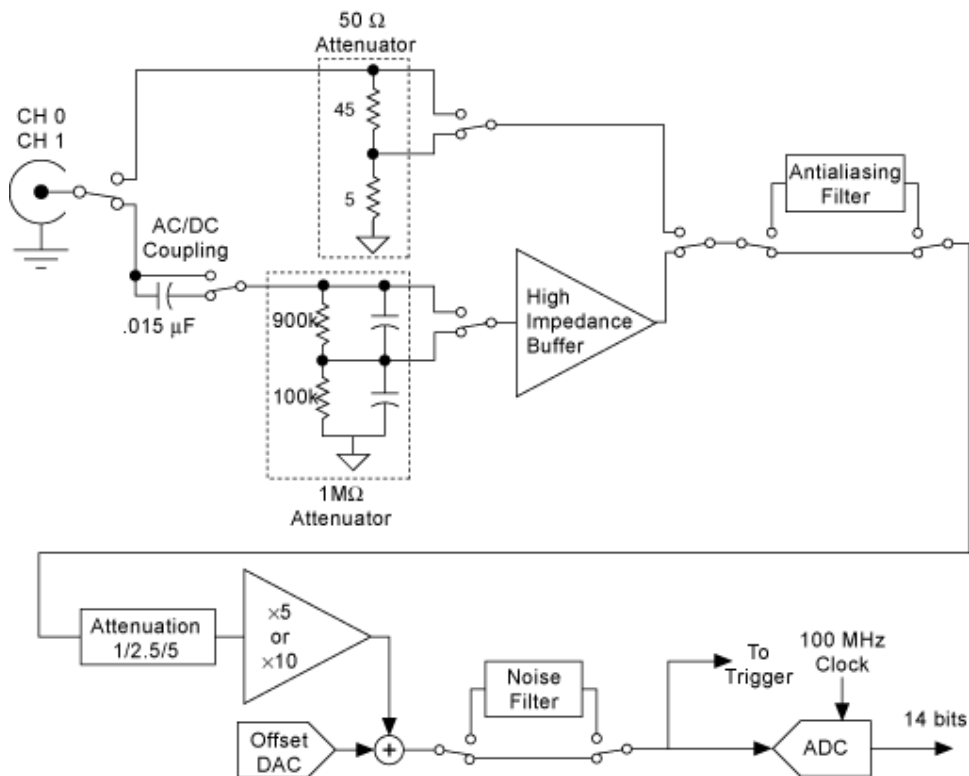 50 Ω
Attenuator
CH 0
CH 1
45
5
Antialiasing
Filter
AC/DC
Coupling
.015 μF
900k
100k
High
Impedance
Buffer
1MΩ
Attenuator
Attenuation
1/2.5/5
×5
or
×10
Offset
DAC
+
Noise
Filter
To
Trigger
100 MHz
Clock
ADC
14 bits